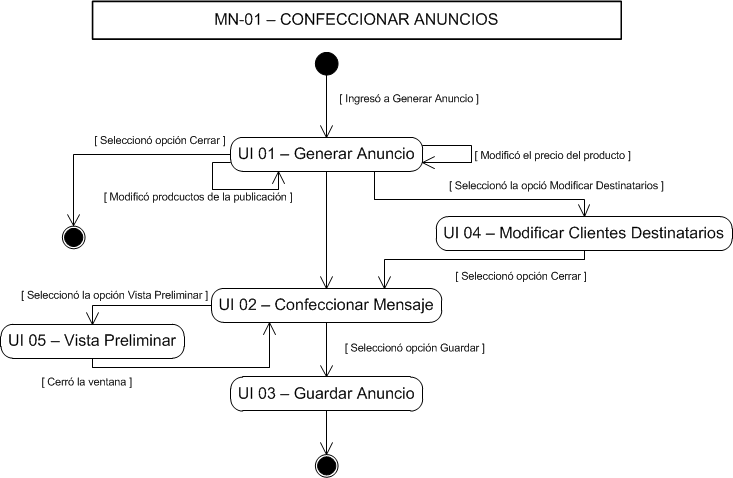 MN-01 – CONFECCIONAR ANUNCIOS
[ Ingresó a Generar Anuncio ]
[ Seleccionó opción Cerrar ]
UI 01 – Generar Anuncio
[ Modificó el precio del producto ]
[ Modificó prodcuctos de la publicación ]
[ Seleccionó la opció Modificar Destinatarios ]
UI 04 – Modificar Clientes Destinatarios
[ Seleccionó opción Cerrar ]
[ Seleccionó la opción Vista Preliminar ]
UI 02 – Confeccionar Mensaje
UI 05 – Vista Preliminar
[ Seleccionó opción Guardar ]
[ Cerró la ventana ]
UI 03 – Guardar Anuncio